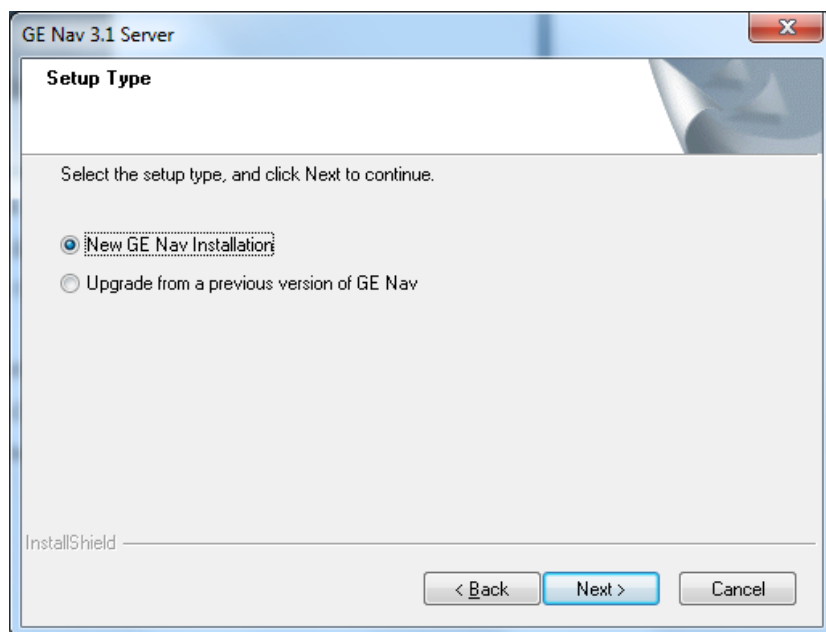 GE Nav 3.1 Server
Setup Type
Select the setup type, and click Next to continue.
New GE Nav Installation
Upgrade from a previous version of GE Nav
InstallShield
< Back Next > Cancel